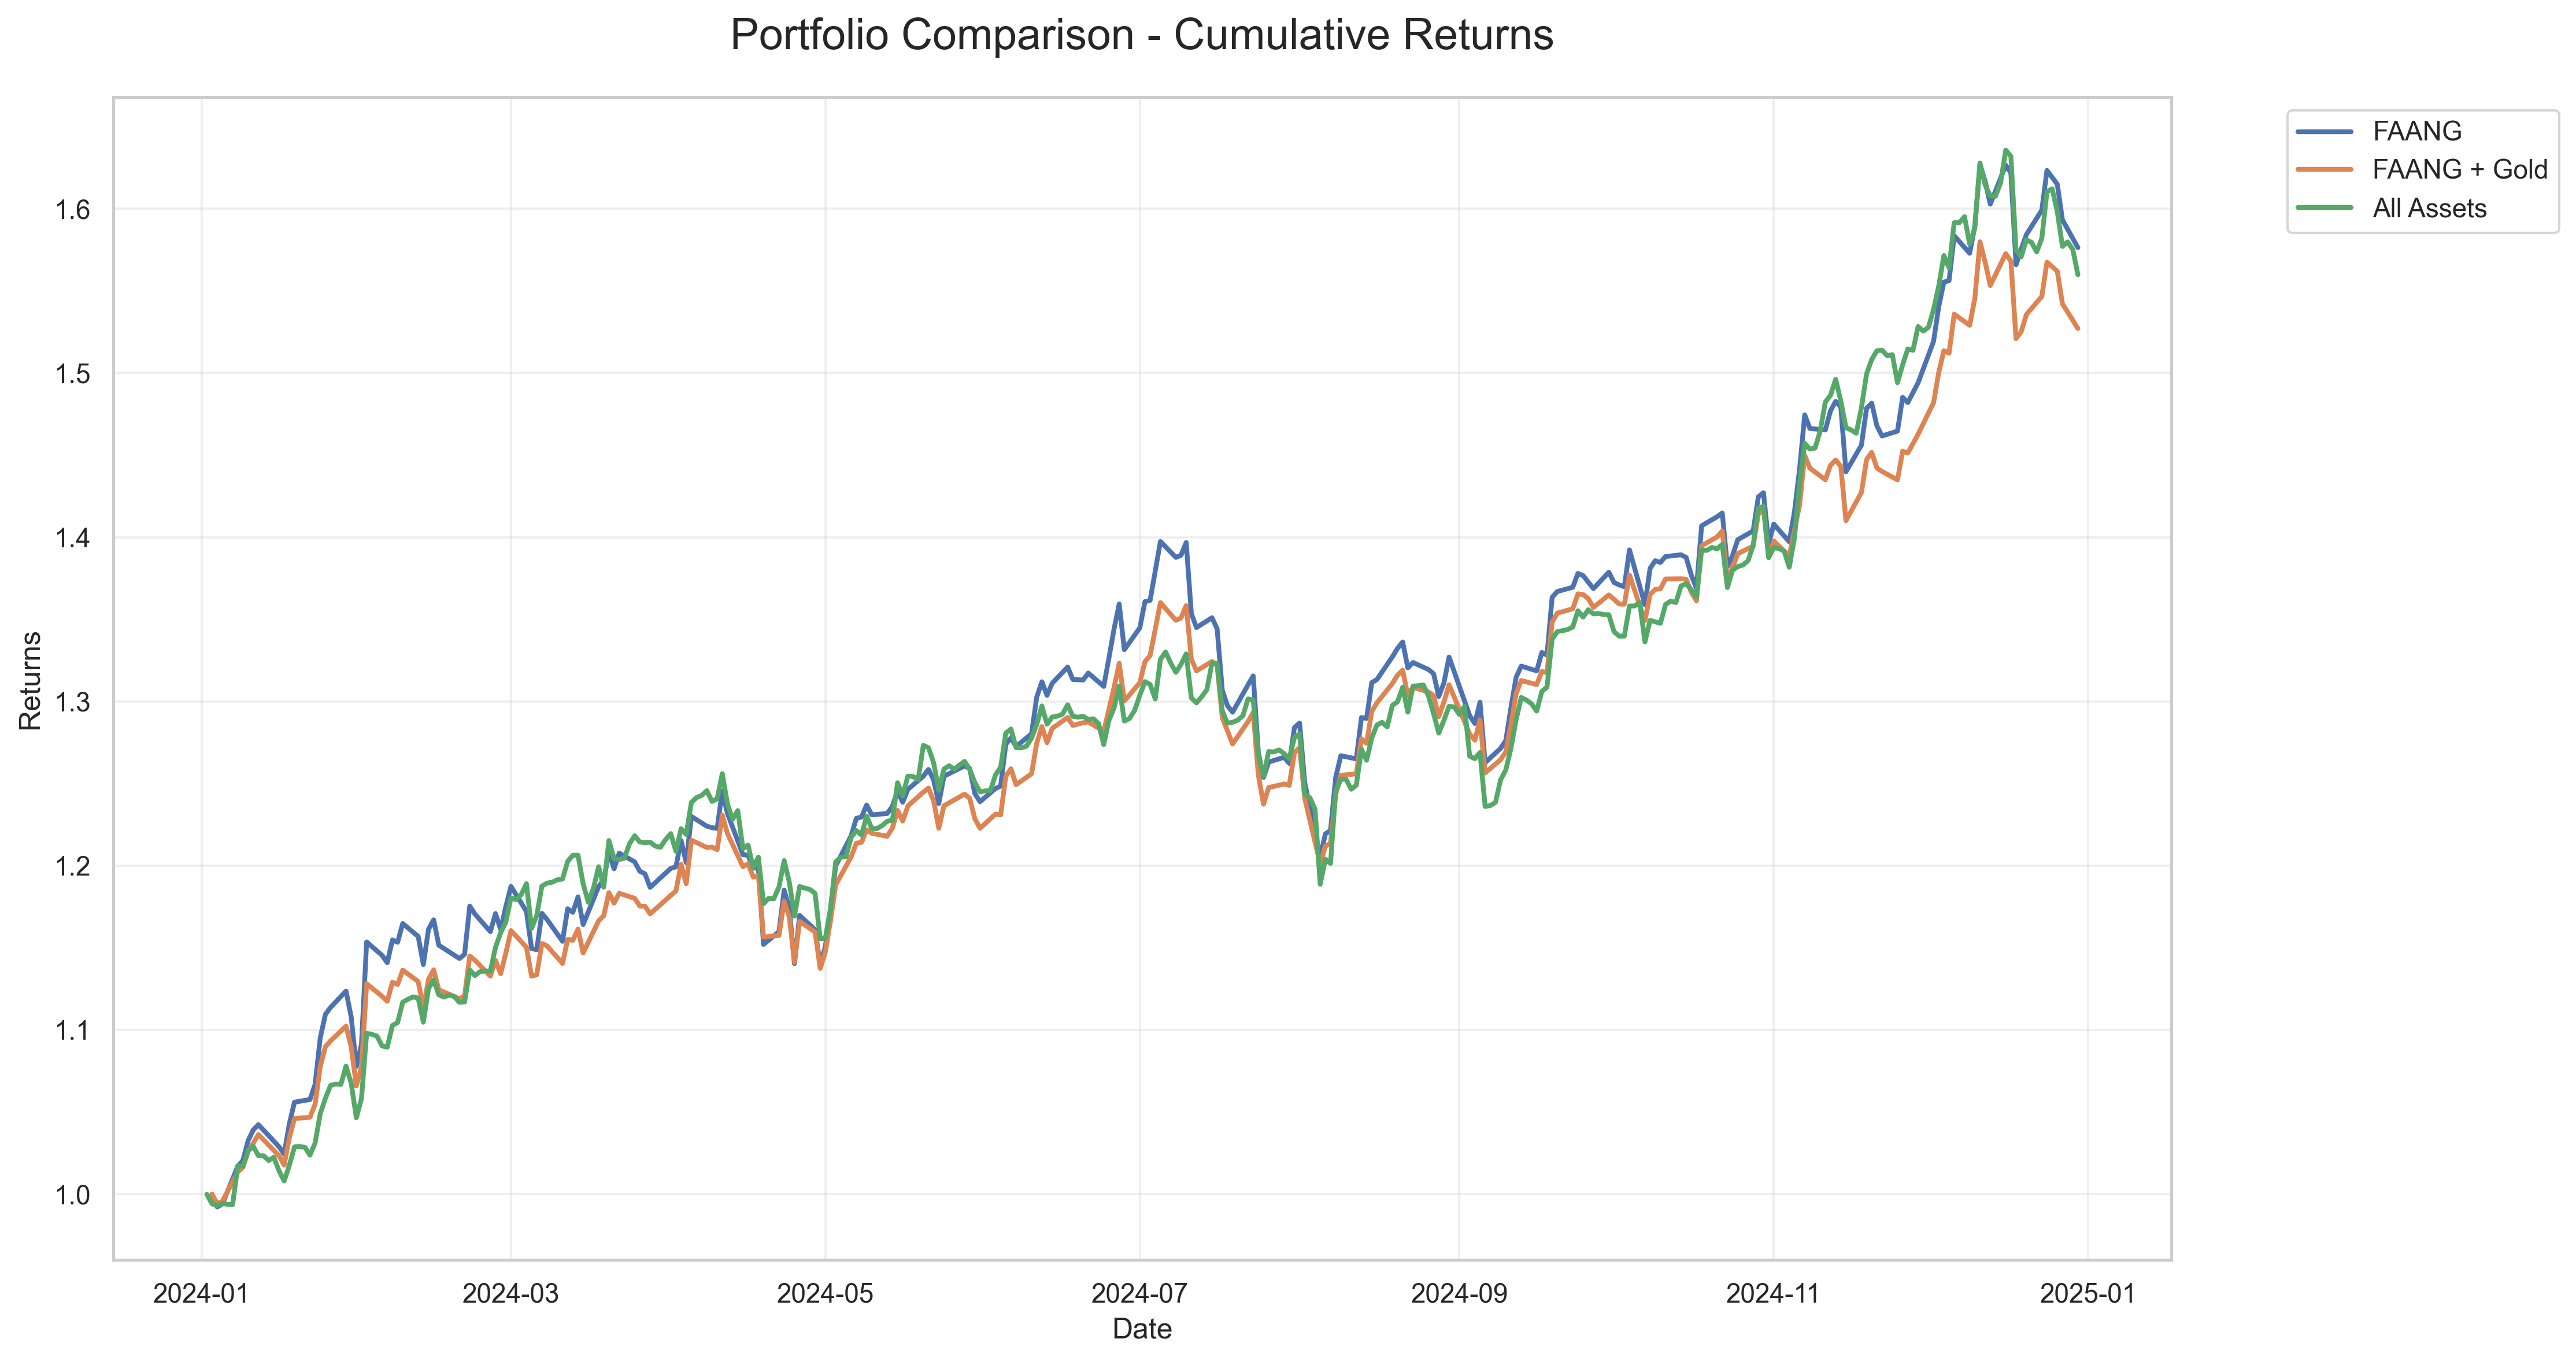 Portfolio Comparison - Cumulative Returns
FAANG
FAANG + Gold
All Assets
Returns
1.6
1.5
1.4
1.3
1.2
1.1
1.0
2024-01 2024-03 2024-05 2024-07 2024-09 2024-11 2025-01
Date